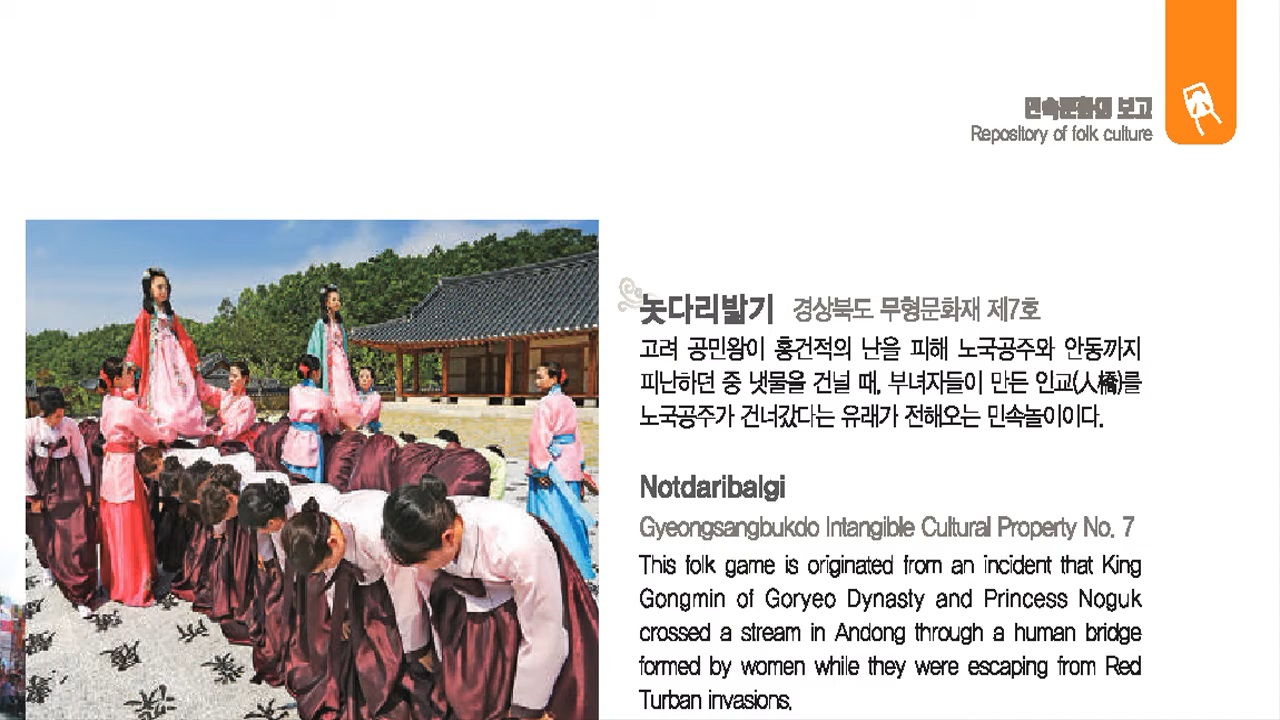 민속문화의 보고
Repository of folk culture
놋다리밟기 경상북도 무형문화재 제7호
고려 공민왕이 홍건적의 난을 피해 노국공주와 안동까지
피난하던 중 냇물을 건널 때, 부녀자들이 만든 인교(人橋)를
노국공주가 건너갔다는 유래가 전해오는 민속놀이이다.
Notdaribalgi
Gyeongsangbukdo Intangible Cultural Property No. 7
This folk game is originated from an incident that King
Gongmin of Goryeo Dynasty and Princess Noguk
crossed a stream in Andong through a human bridge
formed by women while they were escaping from Red
Turban invasions.